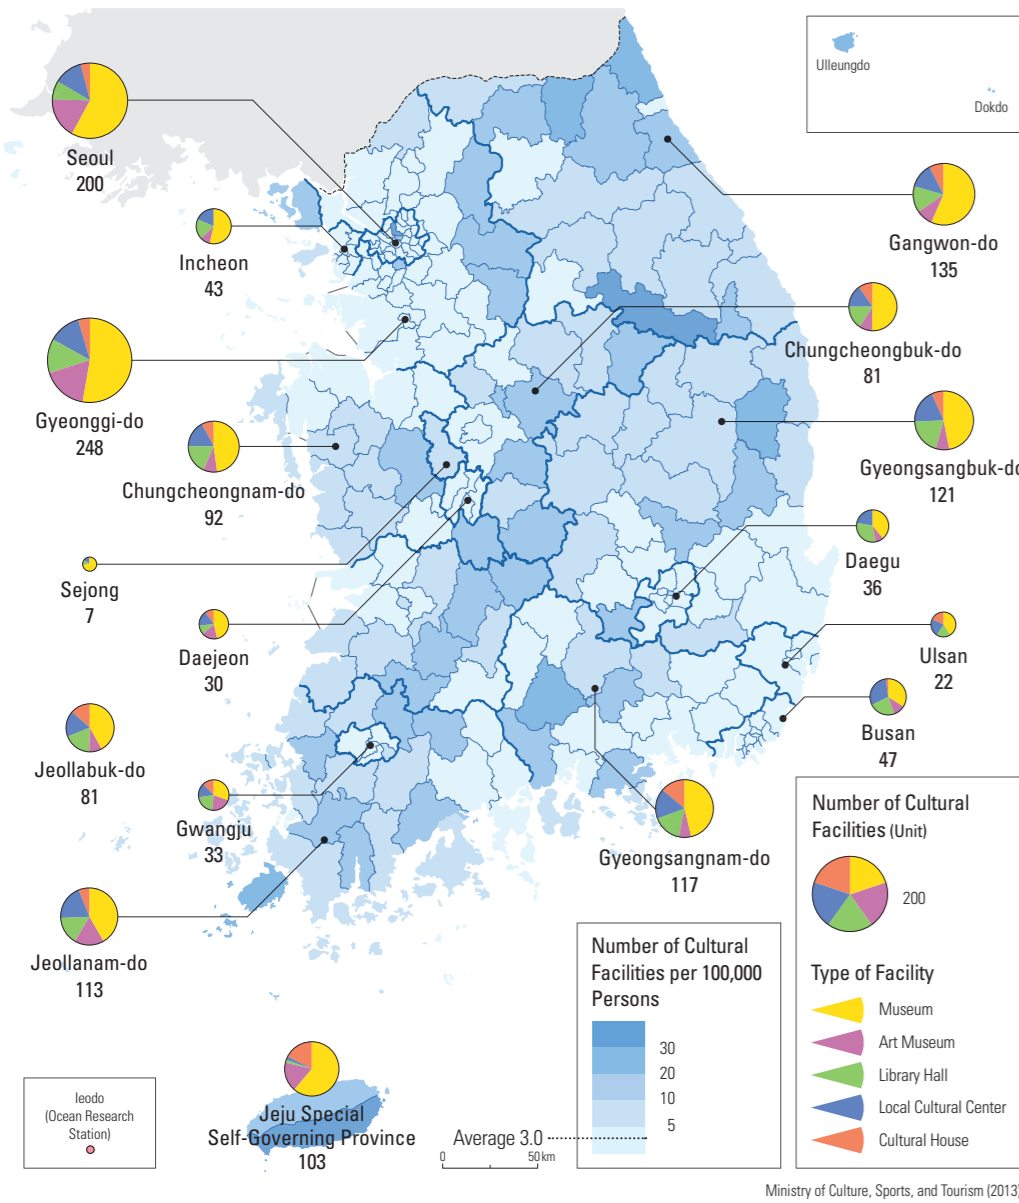 Ulleungdo
Dokdo
Seoul
200
Incheon
43
Gangwon-do
135
Chungcheongbuk-do
81
Gyeonggi-do
248
Gyeongsangbuk-do
121
Chungcheongnam-do
92
Daegu
36
Sejong
7
Daejeon
30
Ulsan
22
Busan
47
Jeollabuk-do
81
Gwangju
33
Gyeongsangnam-do
117
Jeollanam-do
113
Jeju Special
Self-Governing Province
103
Ieodo
(Ocean Research
Station)
Number of Cultural
Facilities per 100,000
Persons
30
20
10
5
Average 3.0
0 50 km
Number of Cultural
Facilities (Unit)
200
Type of Facility
Museum
Art Museum
Library Hall
Local Cultural Center
Cultural House
Ministry of Culture, Sports, and Tourism (2013)